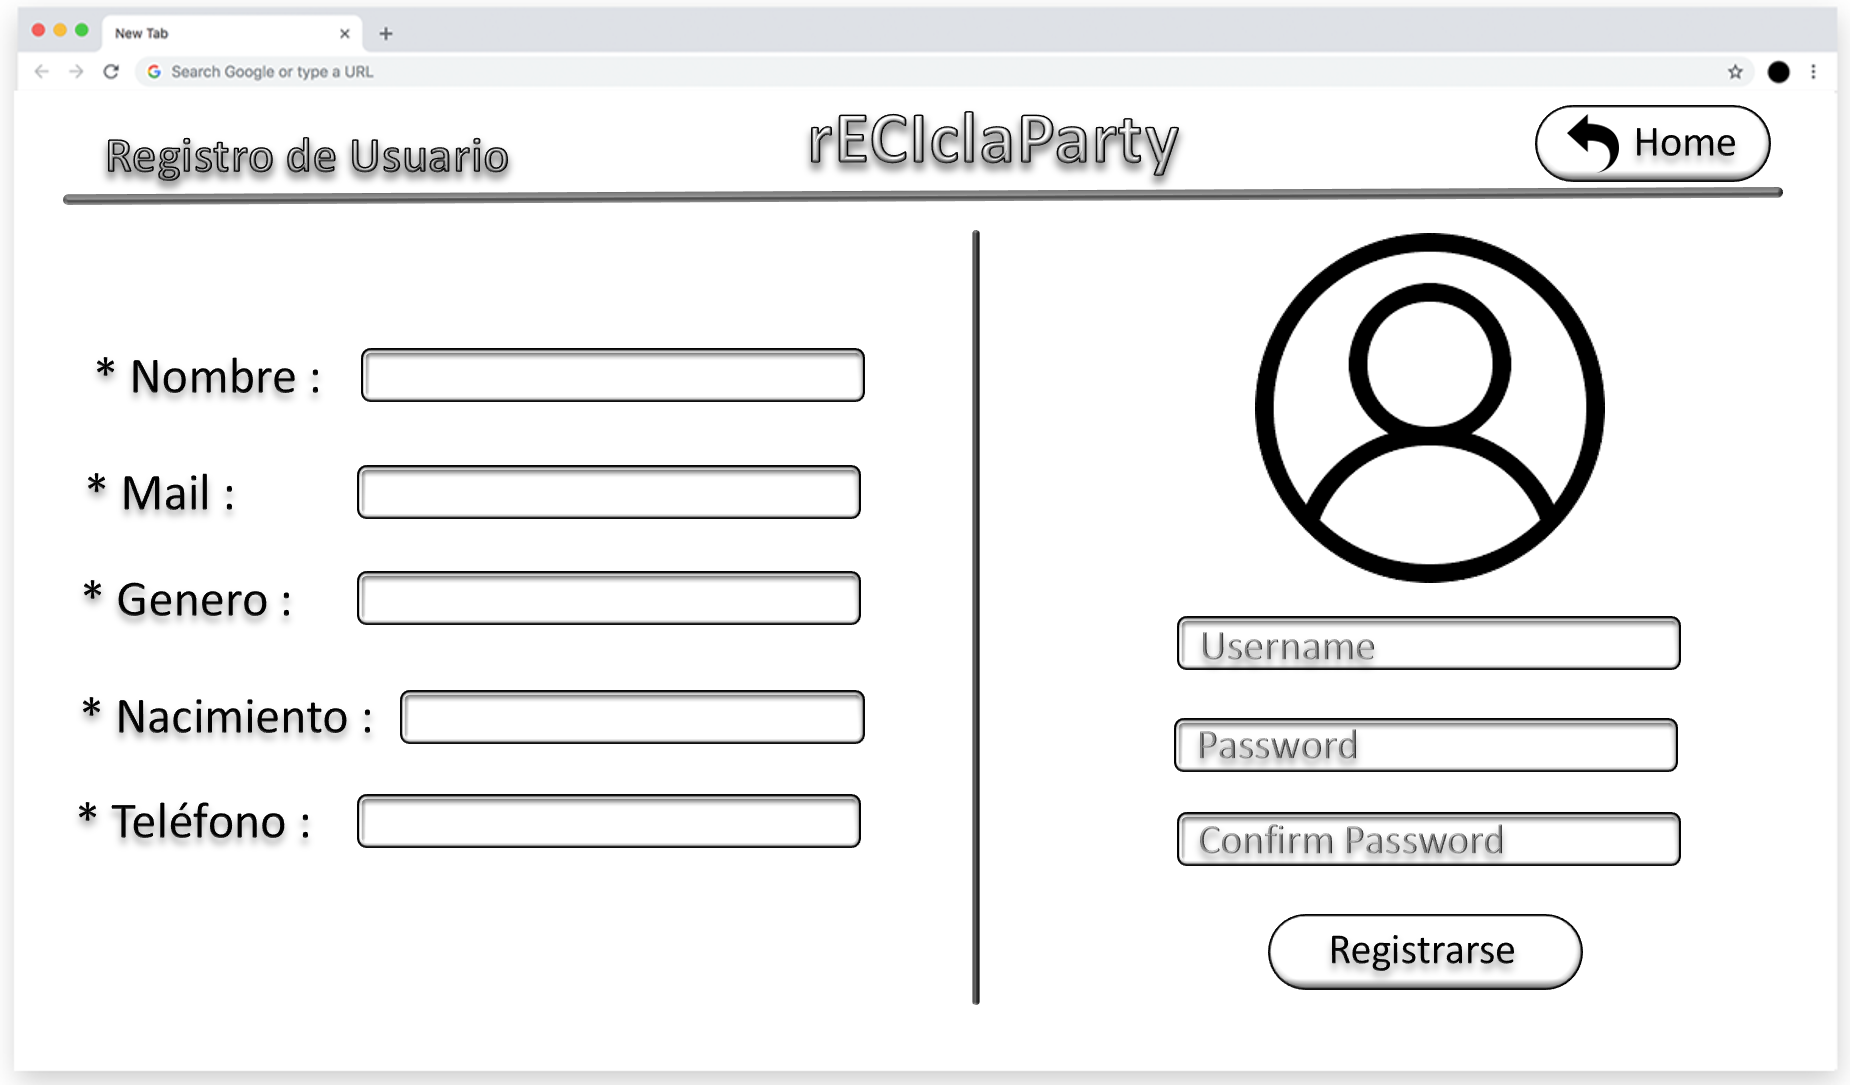 New Tab
Search Google or type a URL
Registro de Usuario
rECIclaParty
Home
* Nombre :
* Mail :
* Genero :
* Nacimiento :
* Teléfono :
Username
Password
Confirm Password
Registrarse